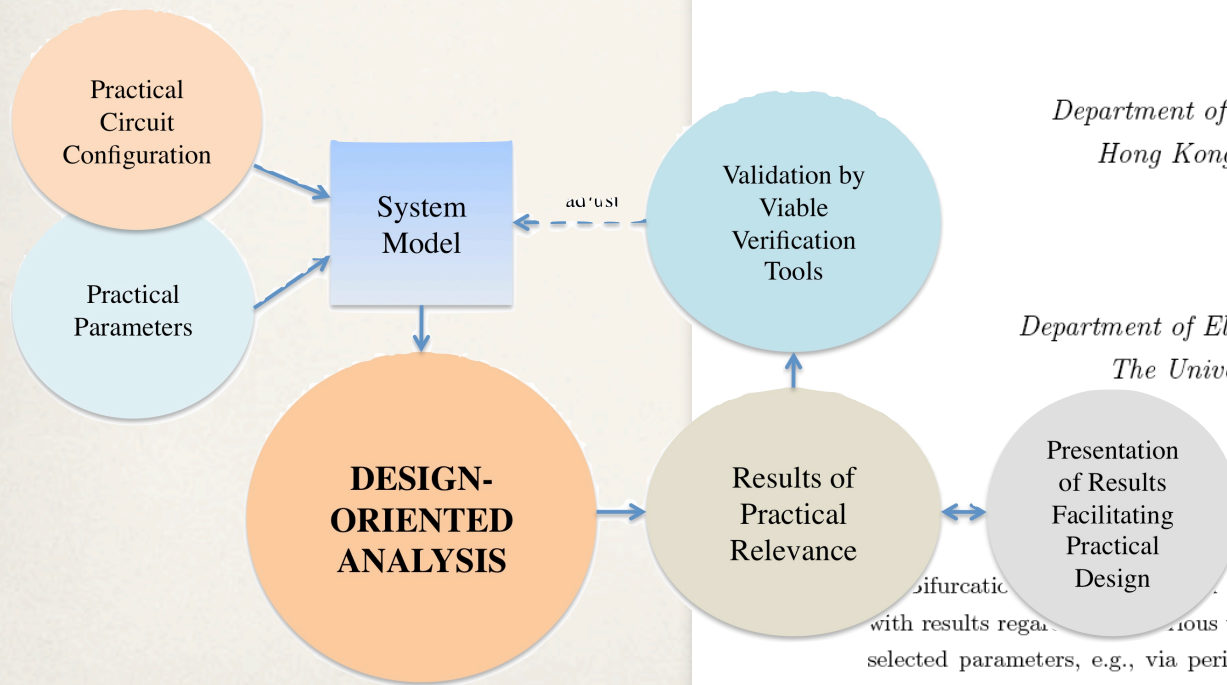 Practical
Circuit
Configuration
Practical
Parameters
System
Model
Validation by
Viable
Verification
Tools
DESIGN-
ORIENTED
ANALYSIS
Results of
Practical
Relevance
Presentation
of Results
Facilitating
Practical
Design
Department of
Hong Kong
Department of El
The Unive
with results
selected parameters, e.g., via peri